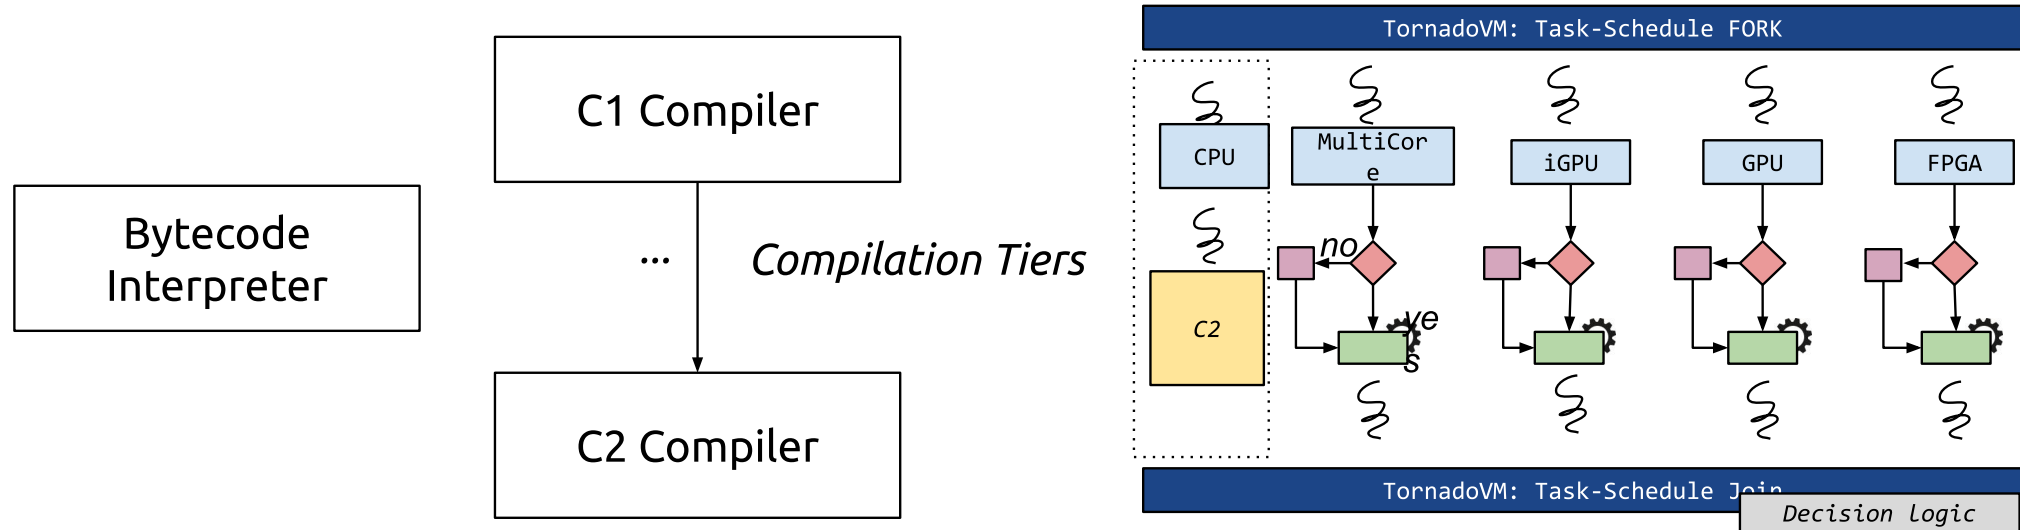 Bytecode
Interpreter
C1 Compiler
...
Compilation Tiers
C2 Compiler
TornadoVM: Task-Schedule FORK
CPU
MultiCor
e
iGPU
GPU
FPGA
no
C2
ye
s
TornadoVM: Task-Schedule Join
Decision logic